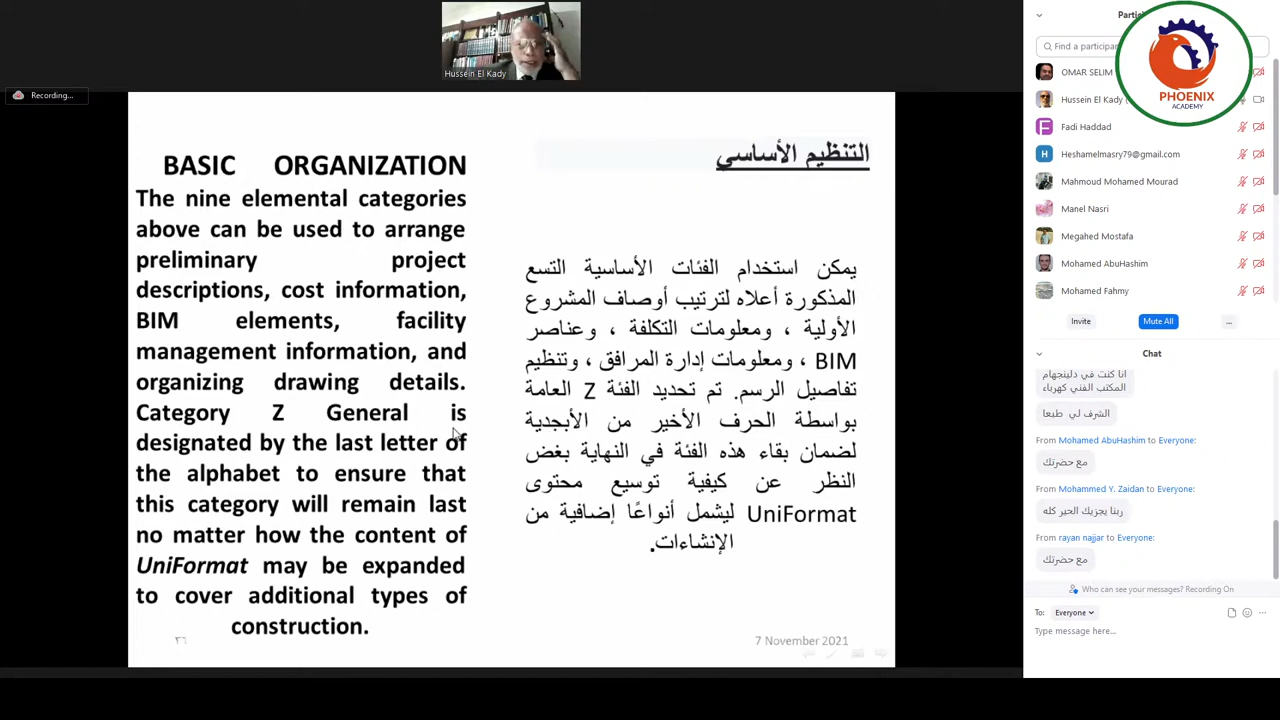 Hussein El Kady
Recording...
BASIC ORGANIZATION
The nine elemental categories
above can be used to arrange
preliminary project
descriptions, cost information,
BIM elements, facility
management information, and
organizing drawing details.
Category Z General is
designated by the last letter of
the alphabet to ensure that
this category will remain last
no matter how the content of
UniFormat may be expanded
to cover additional types of
construction.
التنظيم الأساسي
يمكن استخدام الفئات الأساسية التسع
المذكورة أعلاه لترتيب أوصاف المشروع
الأولية ، ومعلومات التكلفة ، وعناصر
BIM ، ومعلومات إدارة المرافق ، وتنظيم
تفاصيل الرسم. تم تحديد الفئة Z العامة
بواسطة الحرف الأخير من الأبجدية
لضمان بقاء هذه الفئة في النهاية بغض
النظر عن كيفية توسيع محتوى
UniFormat ليشمل أنواعًا إضافية من
الإنشاءات.
7 November 2021
PHOENIX
ACADEMY
Find a participa
OMAR SELIM
Hussein El Kady
Fadi Haddad
H
Heshamelmasry79@gmail.com
Mahmoud Mohamed Mourad
Manel Nasri
Megahed Mostafa
Mohamed AbuHashim
Mohamed Fahmy
Invite
Mute All
...
Chat
انا كنت في دلينجهام
المكتب الفني كهرباء
الشرف لي طبعا
From Mohamed AbuHashim to Everyone:
مع حضرتك
From Mohammed Y. Zaidan to Everyone:
ربنا يجزيك الخير كله
From rayan najjar to Everyone:
مع حضرتك
Who can see your messages? Recording On
To: Everyone
Type message here...